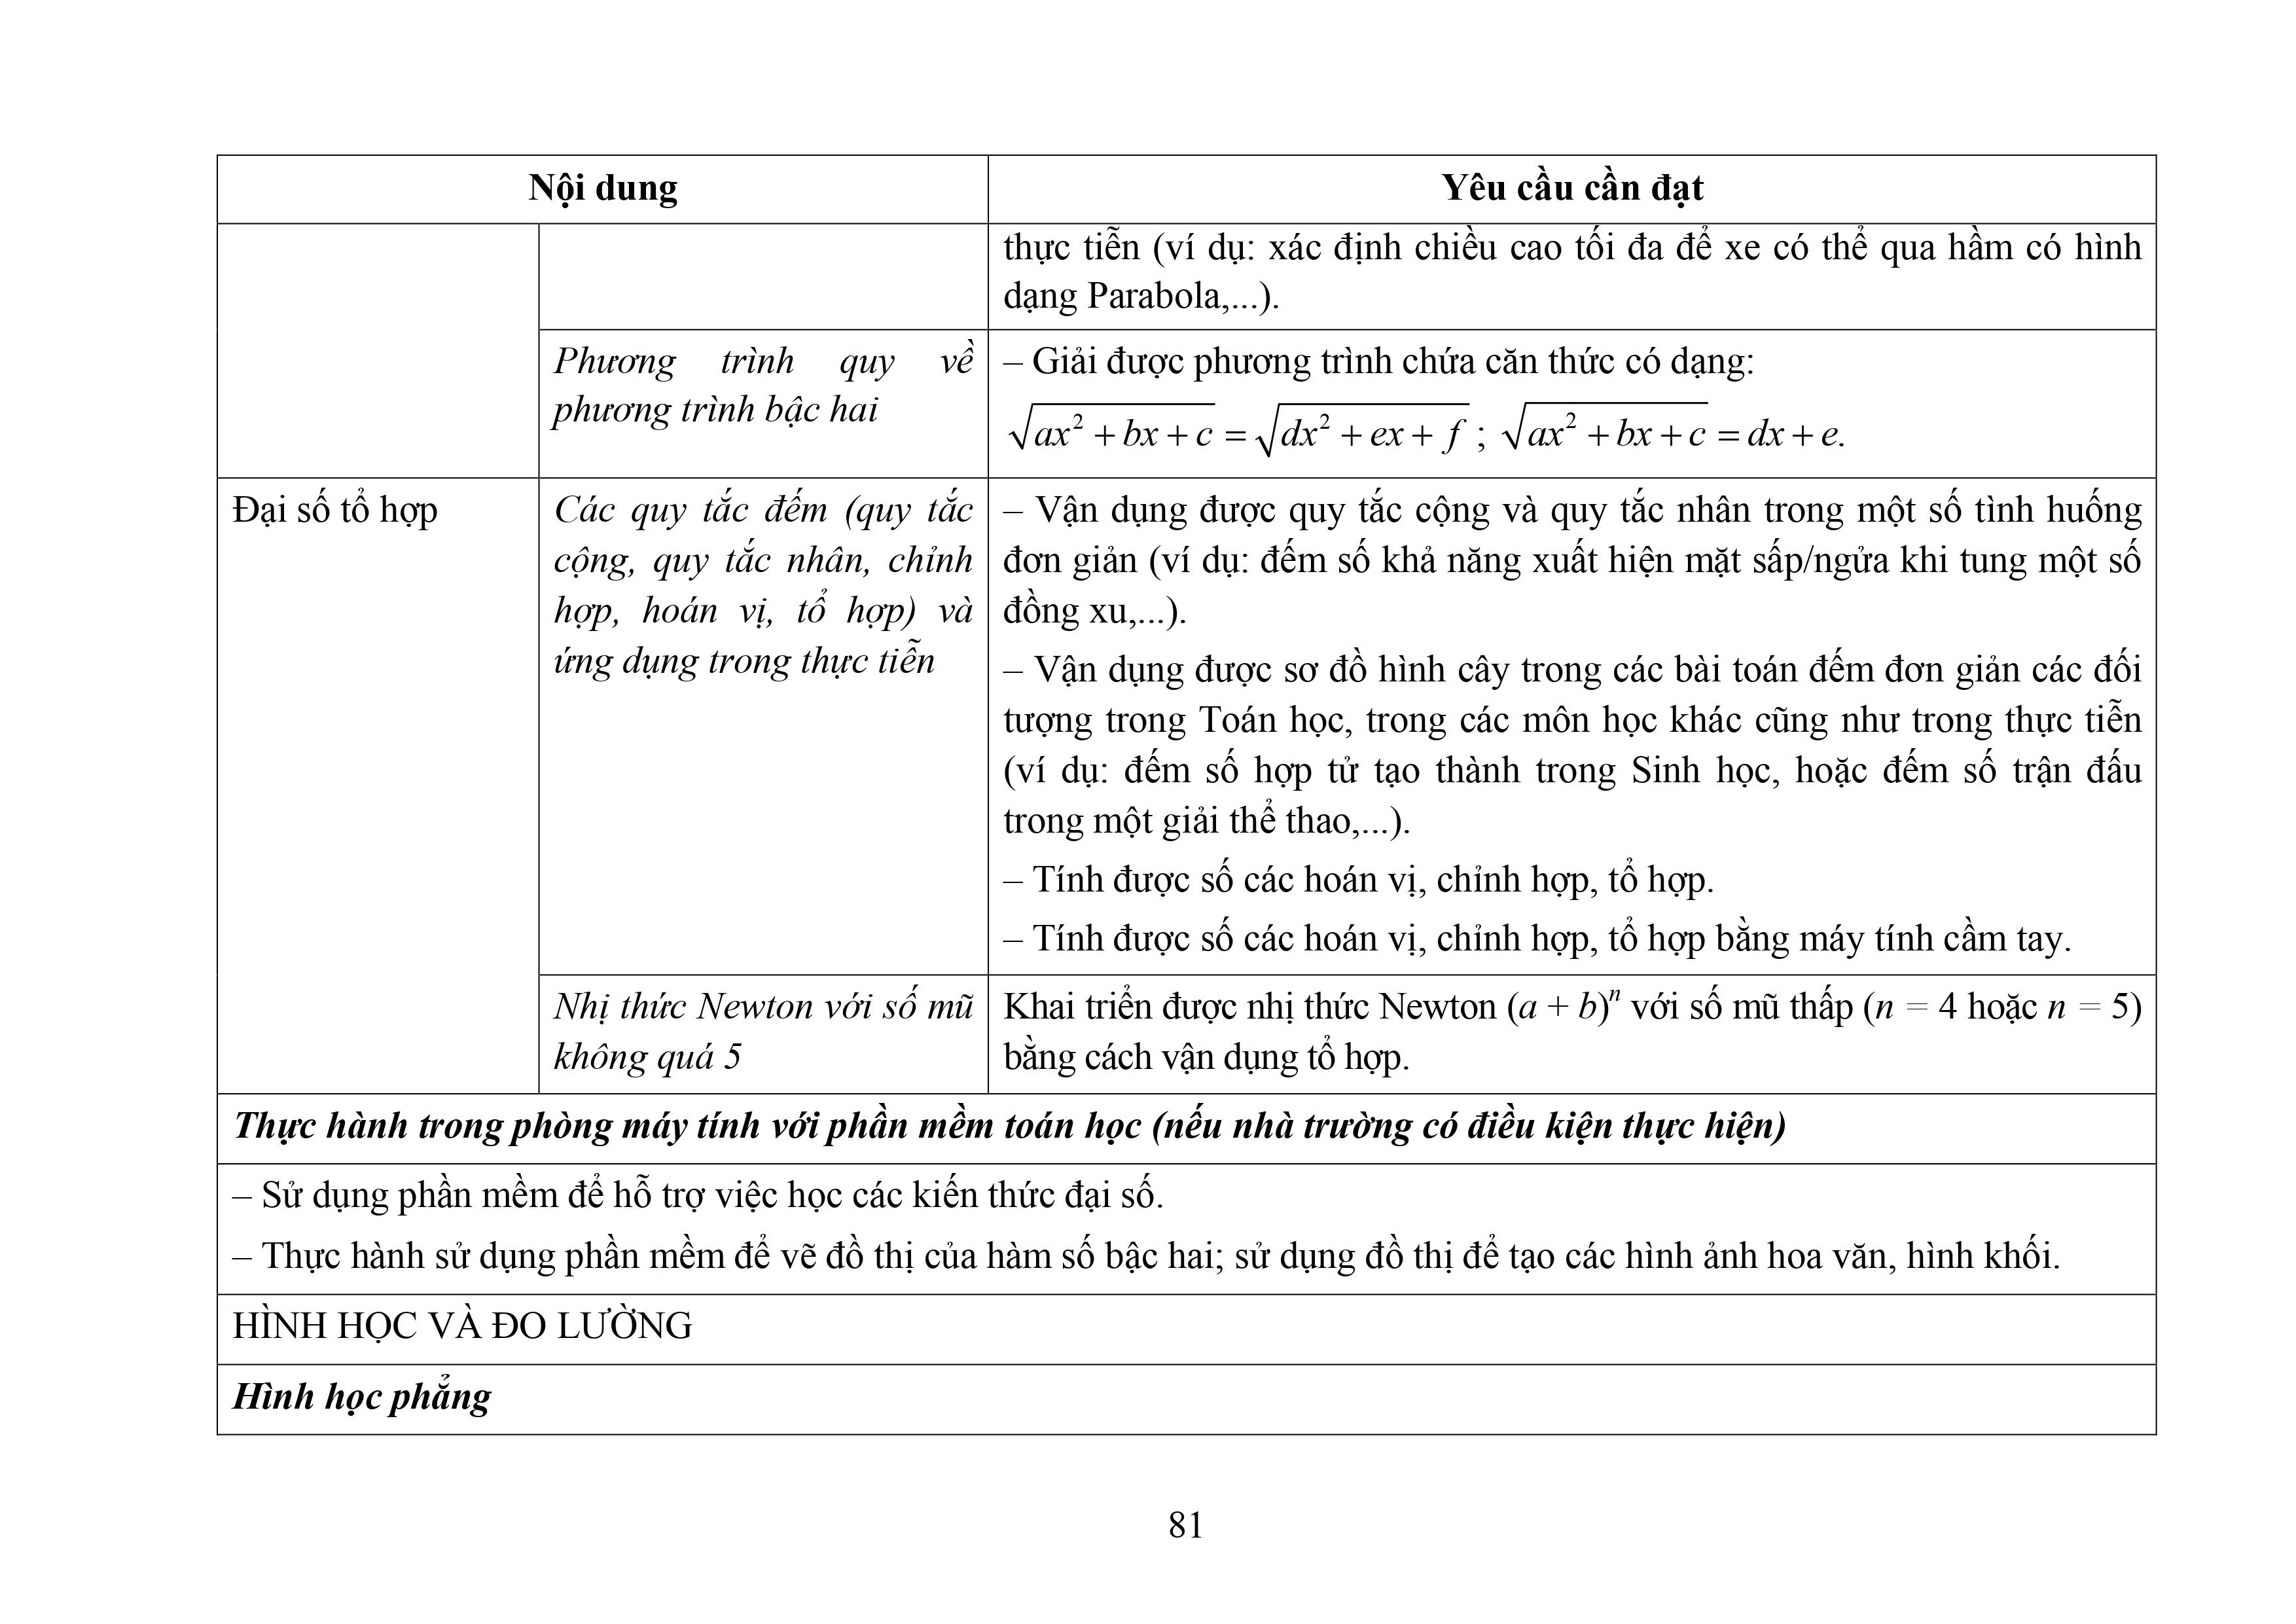 Nội dung
Yêu cầu cần đạt
thực tiễn (ví dụ: xác định chiều cao tối đa để xe có thể qua hầm có hình
dạng Parabola,...).
Phương trình quy về
phương trình bậc hai
– Giải được phương trình chứa căn thức có dạng:
√(ax² + bx + c) = √(dx² + ex + f) ; √(ax² + bx + c) = dx + e.
Đại số tổ hợp
Các quy tắc đếm (quy tắc
cộng, quy tắc nhân, chỉnh
hợp, hoán vị, tổ hợp) và
ứng dụng trong thực tiễn
– Vận dụng được quy tắc cộng và quy tắc nhân trong một số tình huống
đơn giản (ví dụ: đếm số khả năng xuất hiện mặt sấp/ngửa khi tung một số
đồng xu,...).
– Vận dụng được sơ đồ hình cây trong các bài toán đếm đơn giản các đối
tượng trong Toán học, trong các môn học khác cũng như trong thực tiễn
(ví dụ: đếm số hợp tử tạo thành trong Sinh học, hoặc đếm số trận đấu
trong một giải thể thao,...).
– Tính được số các hoán vị, chỉnh hợp, tổ hợp.
– Tính được số các hoán vị, chỉnh hợp, tổ hợp bằng máy tính cầm tay.
Nhị thức Newton với số mũ
không quá 5
Khai triển được nhị thức Newton (a + b)ⁿ với số mũ thấp (n = 4 hoặc n = 5)
bằng cách vận dụng tổ hợp.
Thực hành trong phòng máy tính với phần mềm toán học (nếu nhà trường có điều kiện thực hiện)
– Sử dụng phần mềm để hỗ trợ việc học các kiến thức đại số.
– Thực hành sử dụng phần mềm để vẽ đồ thị của hàm số bậc hai; sử dụng đồ thị để tạo các hình ảnh hoa văn, hình khối.
HÌNH HỌC VÀ ĐO LƯỜNG
Hình học phẳng
81